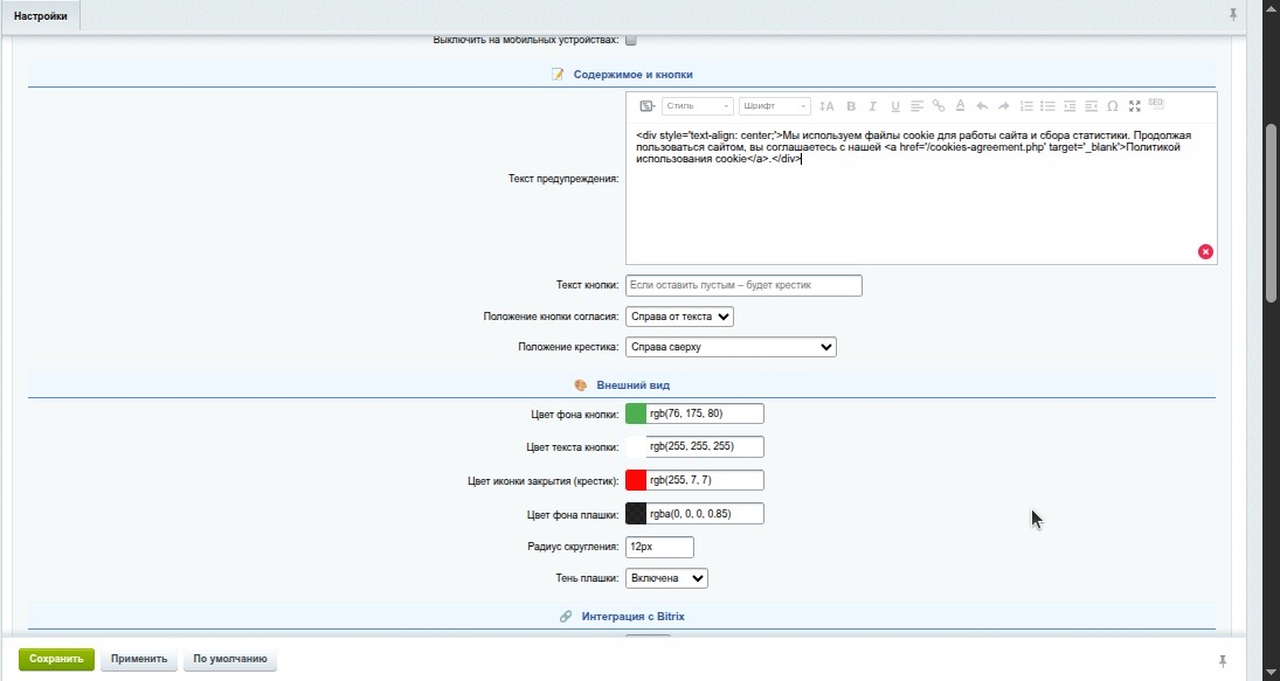 Настройки
Выключить на мобильных устройствах:
Содержимое и кнопки
Стиль
Шрифт
SEO
<div style='text-align: center;'>Мы используем файлы cookie для работы сайта и сбора статистики. Продолжая
пользоваться сайтом, вы соглашаетесь с нашей <a href='/cookies-agreement.php' target='_blank'>Политикой
использования cookie</a>.</div>
Текст предупреждения:
Текст кнопки: Если оставить пустым – будет крестик
Положение кнопки согласия: Справа от текста
Положение крестика: Справа сверху
Внешний вид
Цвет фона кнопки: rgb(76, 175, 80)
Цвет текста кнопки: rgb(255, 255, 255)
Цвет иконки закрытия (крестик): rgb(255, 7, 7)
Цвет фона плашки: rgba(0, 0, 0, 0.85)
Радиус скругления: 12px
Тень плашки: Включена
Интеграция с Bitrix
Сохранить Применить По умолчанию